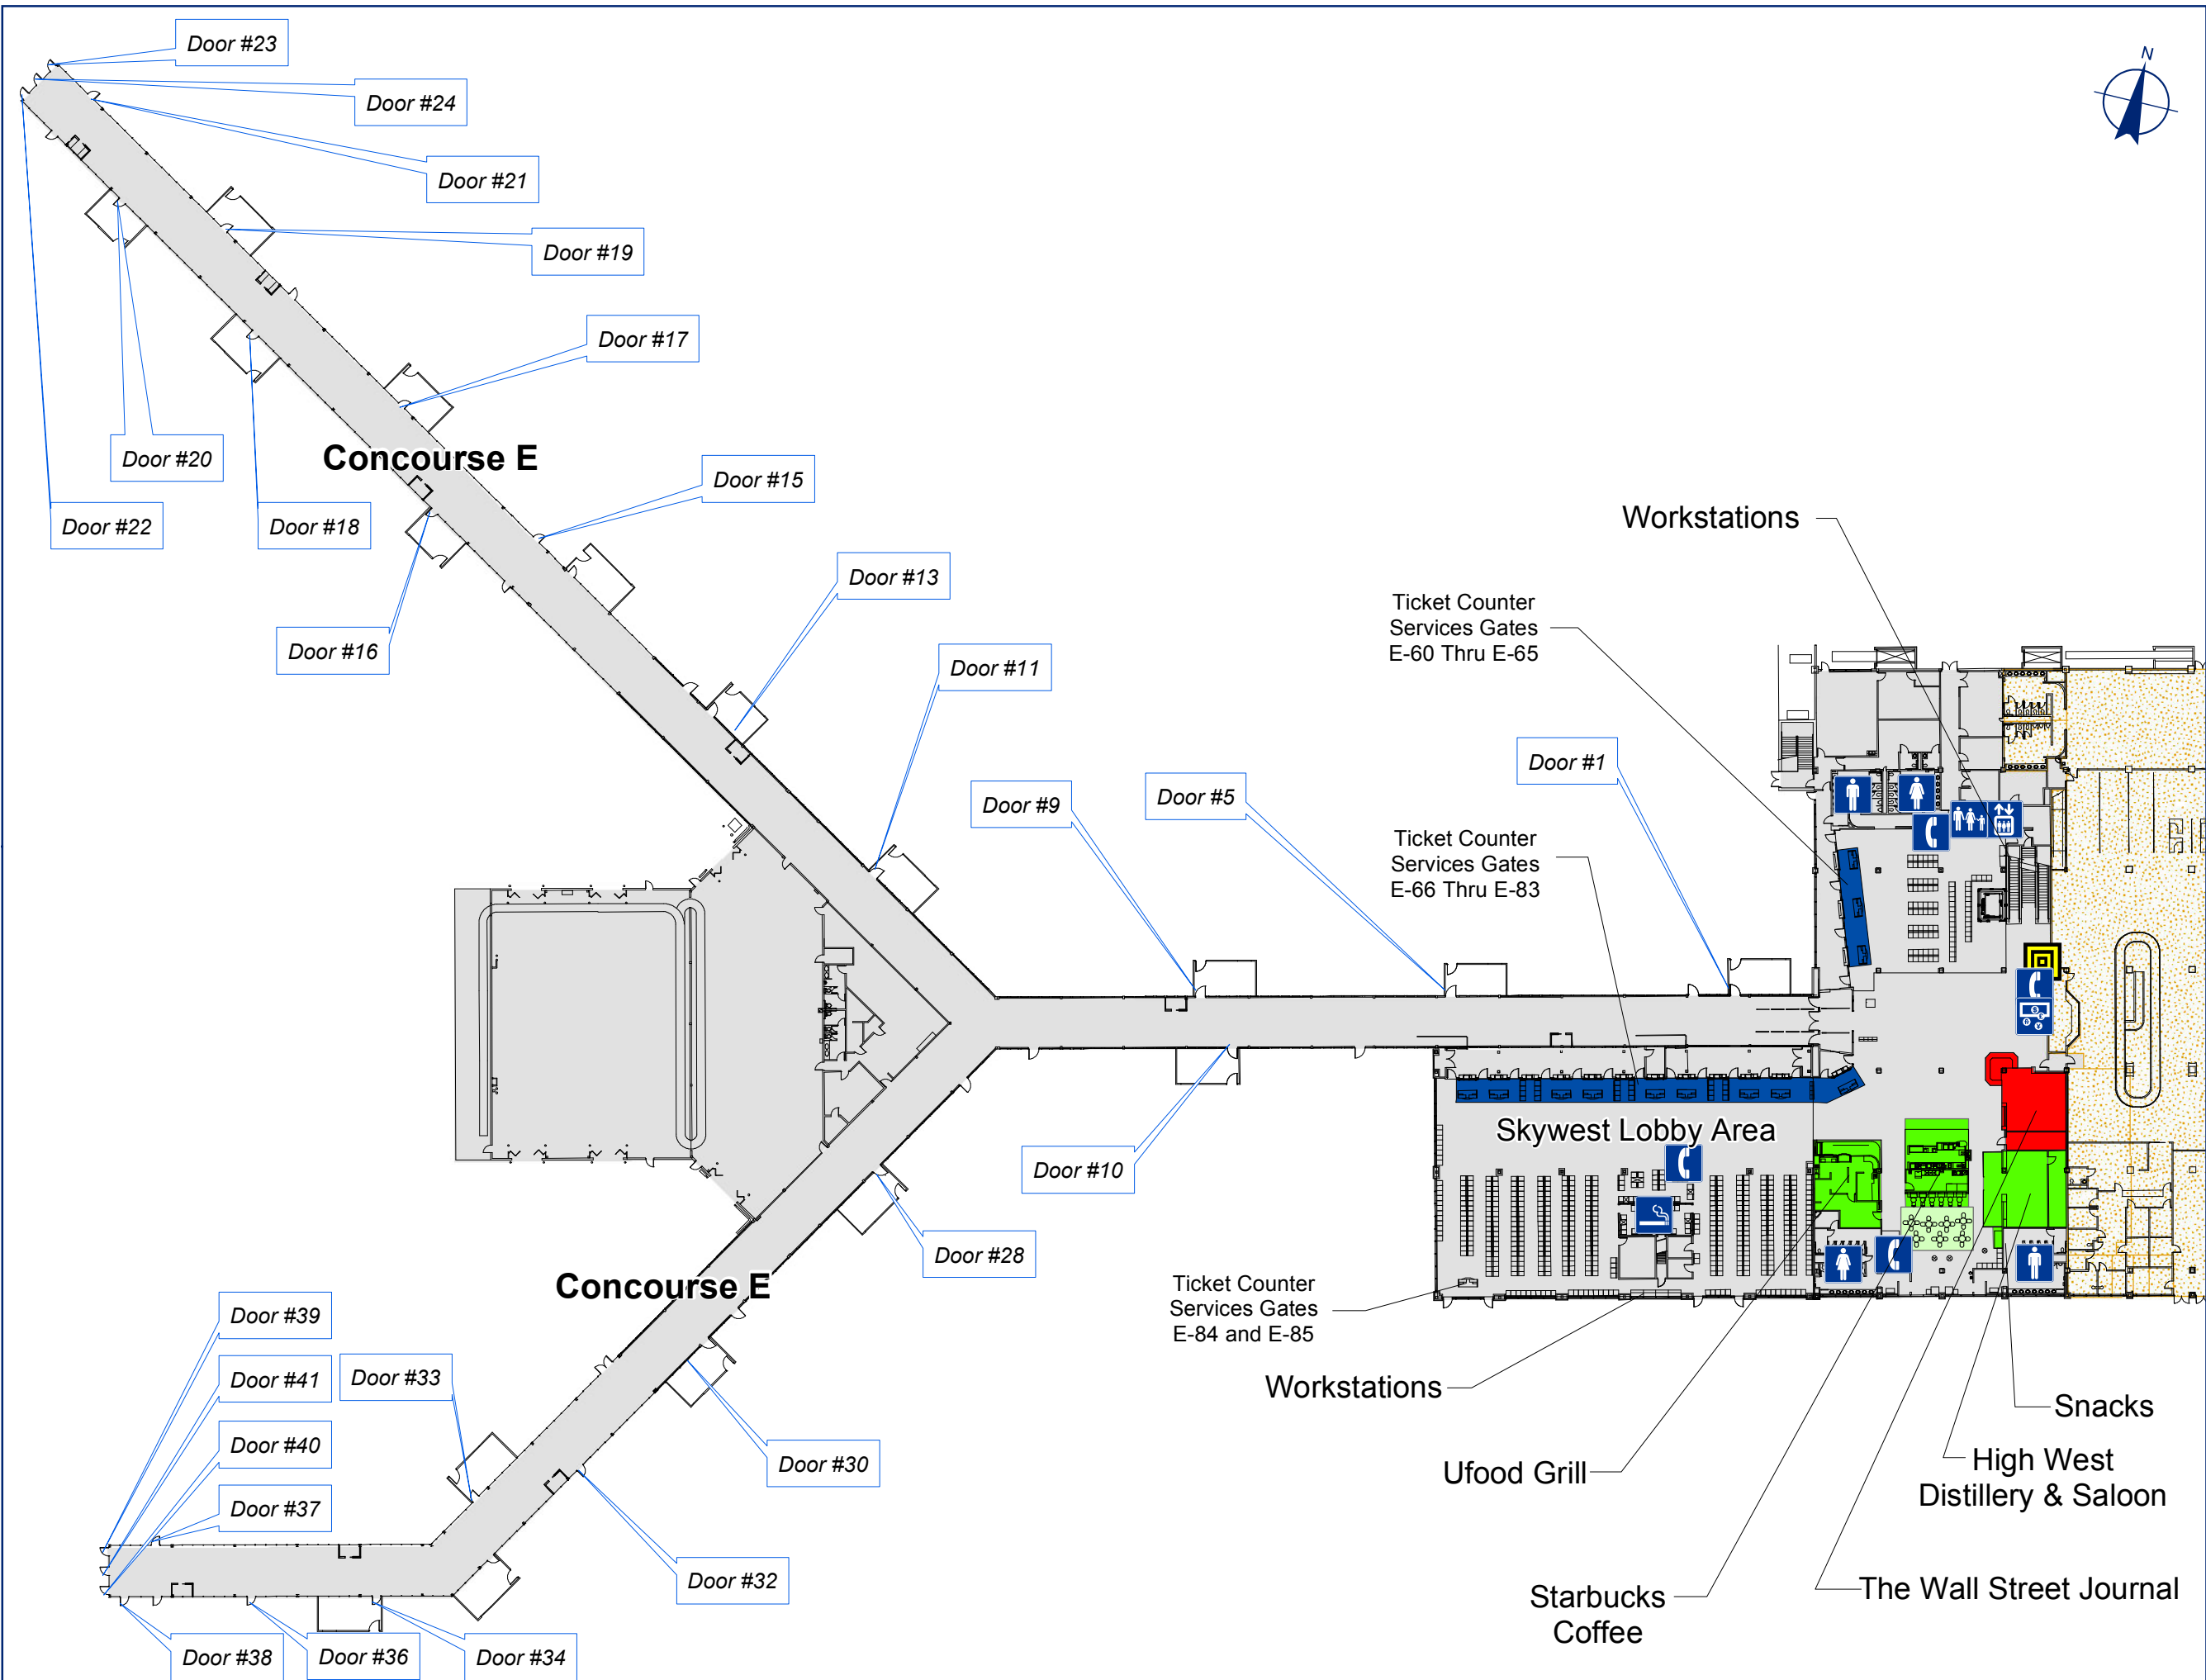 N
Door #23
Door #24
Door #21
Door #19
Door #17
Concourse E
Door #20
Door #15
Door #22
Door #18
Workstations
Door #13
Ticket Counter
Services Gates
E-60 Thru E-65
Door #16
Door #11
Door #1
Door #9
Door #5
Ticket Counter
Services Gates
E-66 Thru E-83
Skywest Lobby Area
Door #10
Door #28
Concourse E
Ticket Counter
Services Gates
E-84 and E-85
Door #39
Door #41
Door #33
Workstations
Snacks
Door #40
Door #30
Ufood Grill
High West
Distillery & Saloon
Door #37
Door #32
Starbucks
Coffee
The Wall Street Journal
Door #38
Door #36
Door #34